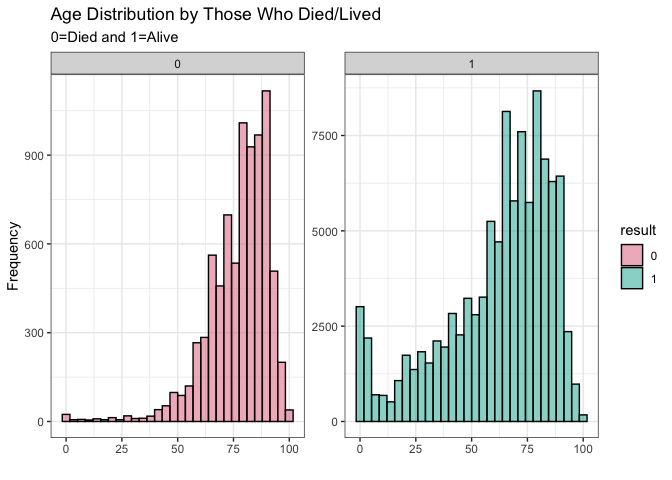 Age Distribution by Those Who Died/Lived
0=Died and 1=Alive
0
1
Frequency
900
600
300
0
7500
5000
2500
0
0 25 50 75 100
0 25 50 75 100
result
0
1